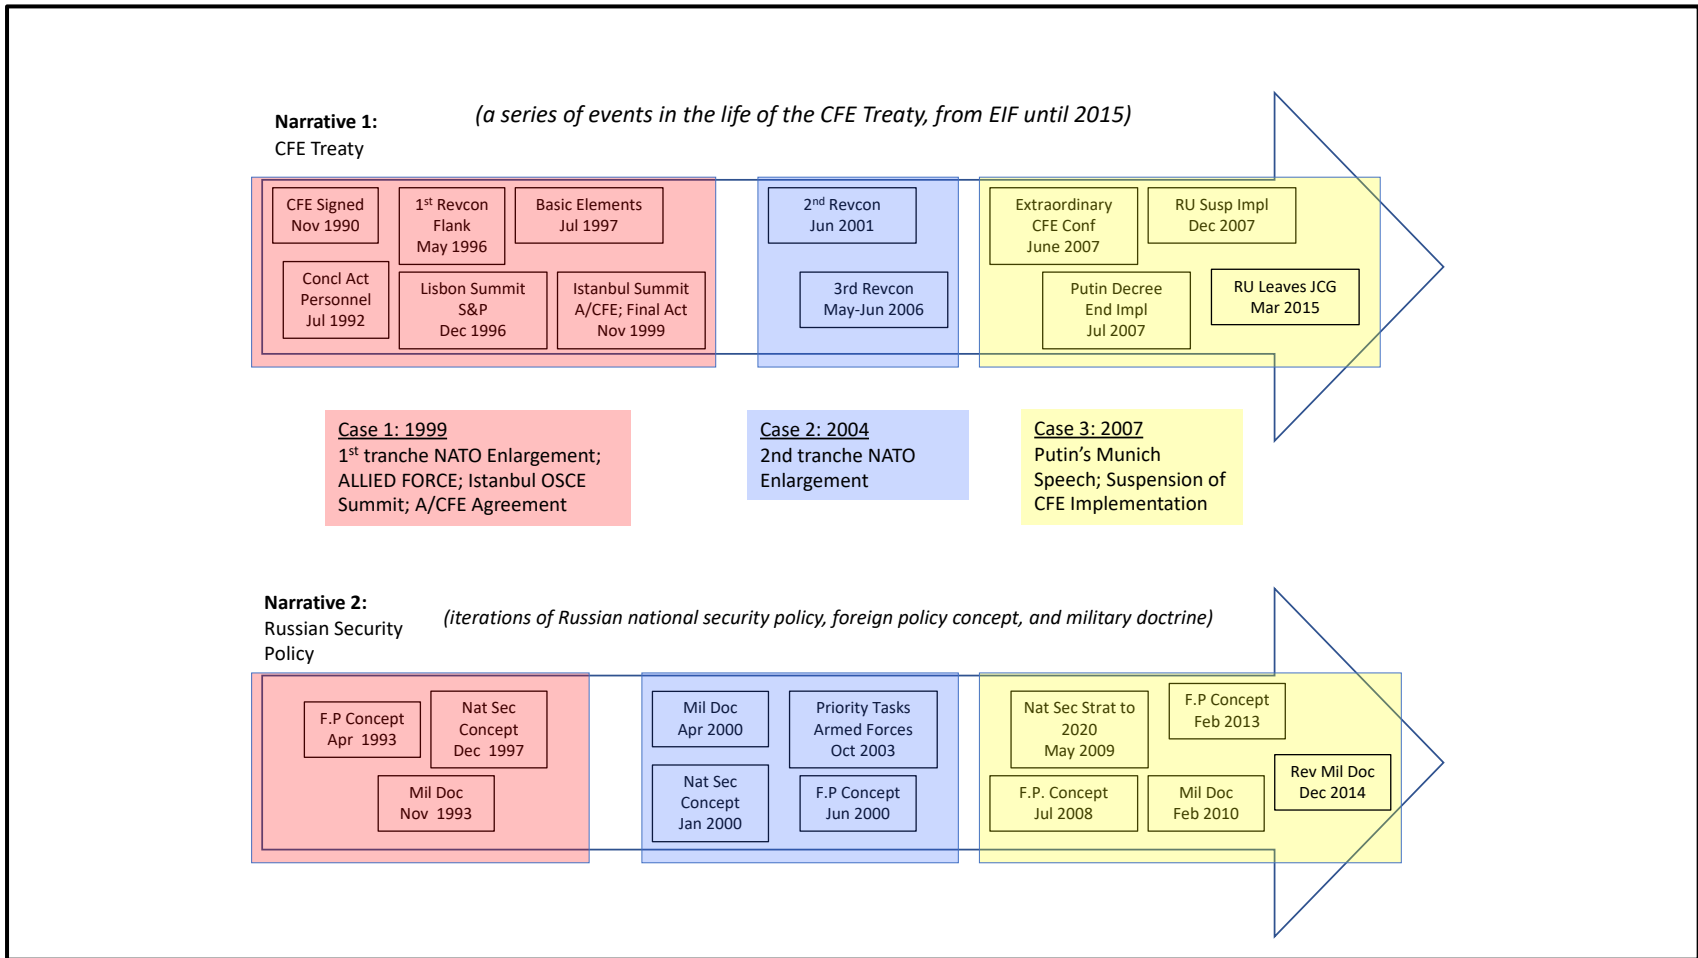 Narrative 1:
CFE Treaty
(a series of events in the life of the CFE Treaty, from EIF until 2015)
CFE Signed
Nov 1990
1st Revcon
Flank
May 1996
Basic Elements
Jul 1997
Concl Act
Personnel
Jul 1992
Lisbon Summit
S&P
Dec 1996
Istanbul Summit
A/CFE; Final Act
Nov 1999
2nd Revcon
Jun 2001
3rd Revcon
May-Jun 2006
Extraordinary
CFE Conf
June 2007
RU Susp Impl
Dec 2007
Putin Decree
End Impl
Jul 2007
RU Leaves JCG
Mar 2015
Case 1: 1999
1st tranche NATO Enlargement;
ALLIED FORCE; Istanbul OSCE
Summit; A/CFE Agreement
Case 2: 2004
2nd tranche NATO
Enlargement
Case 3: 2007
Putin's Munich
Speech; Suspension of
CFE Implementation
Narrative 2:
Russian Security
Policy
(iterations of Russian national security policy, foreign policy concept, and military doctrine)
F.P Concept
Apr 1993
Nat Sec
Concept
Dec 1997
Mil Doc
Nov 1993
Mil Doc
Apr 2000
Priority Tasks
Armed Forces
Oct 2003
Nat Sec
Concept
Jan 2000
F.P Concept
Jun 2000
Nat Sec Strat to
2020
May 2009
F.P Concept
Feb 2013
F.P. Concept
Jul 2008
Mil Doc
Feb 2010
Rev Mil Doc
Dec 2014